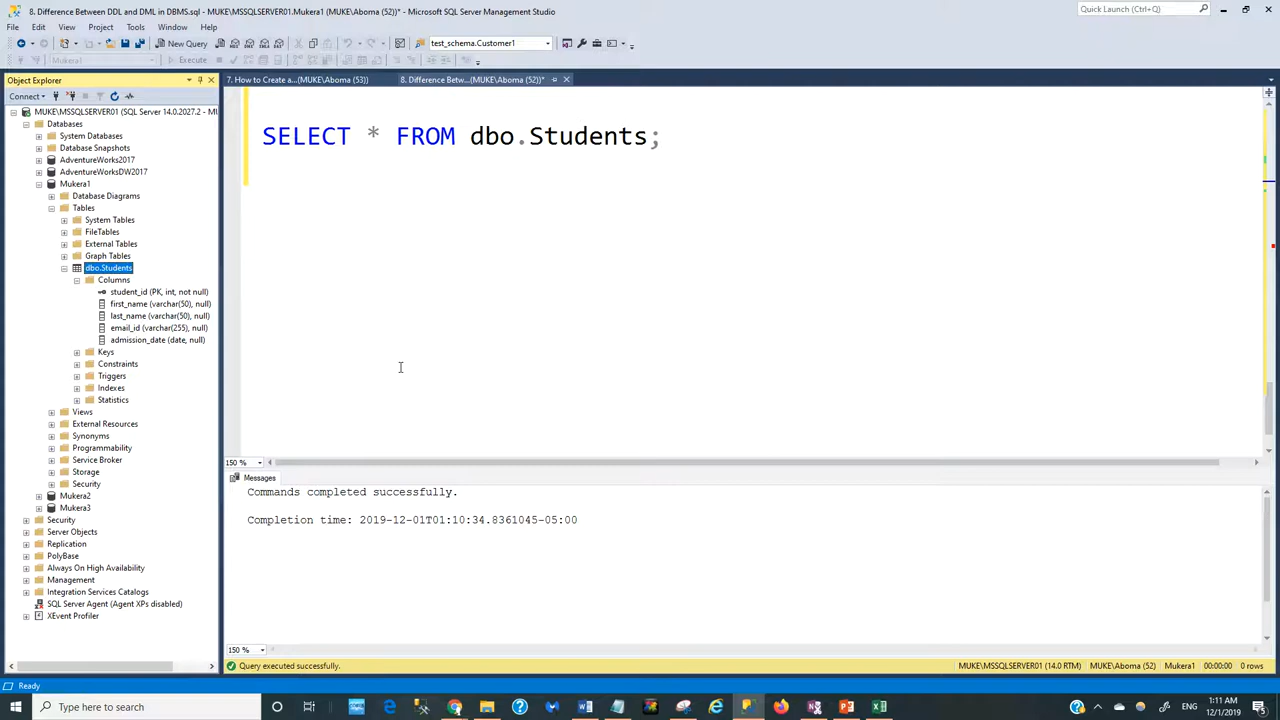 8. Difference Between DDL and DML in DBMS.sql - MUKE\MSSQLSERVER01.Mukera1 (MUKE\Aboma (52))* - Microsoft SQL Server Management Studio
Quick Launch (Ctrl+Q)
File Edit View Project Tools Window Help
New Query
MDX
DMX
XMLA
DAX
test_schema.Customer1
Mukera1
Execute
Object Explorer
7. How to Create a...(MUKE\Aboma (53))
8. Difference Betw...(MUKE\Aboma (52))*
Connect
MUKE\MSSQLSERVER01 (SQL Server 14.0.2027.2 - MU
Databases
System Databases
Database Snapshots
AdventureWorks2017
AdventureWorksDW2017
Mukera1
Database Diagrams
Tables
System Tables
FileTables
External Tables
Graph Tables
dbo.Students
Columns
student_id (PK, int, not null)
first_name (varchar(50), null)
last_name (varchar(50), null)
email_id (varchar(255), null)
admission_date (date, null)
Keys
Constraints
Triggers
Indexes
Statistics
Views
External Resources
Synonyms
Programmability
Service Broker
Storage
Security
Mukera2
Mukera3
Security
Server Objects
Replication
PolyBase
Always On High Availability
Management
Integration Services Catalogs
SQL Server Agent (Agent XPs disabled)
XEvent Profiler
SELECT * FROM dbo.Students;
150 %
Messages
Commands completed successfully.
Completion time: 2019-12-01T01:10:34.8361045-05:00
150 %
Query executed successfully.
MUKE\MSSQLSERVER01 (14.0 RTM) MUKE\Aboma (52) Mukera1 00:00:00 0 rows
Ready
Type here to search
ENG
1:11 AM
12/1/2019